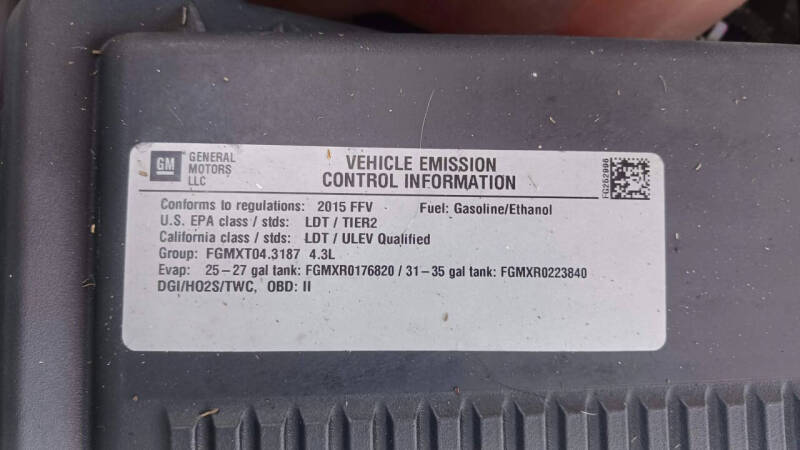 GM
GENERAL
MOTORS
LLC
VEHICLE EMISSION
CONTROL INFORMATION
FG252996
Conforms to regulations: 2015 FFV Fuel: Gasoline/Ethanol
U.S. EPA class / stds: LDT / TIER2
California class / stds: LDT / ULEV Qualified
Group: FGMXT04.3187 4.3L
Evap: 25–27 gal tank: FGMXR0176820 / 31–35 gal tank: FGMXR0223840
DGI/HO2S/TWC, OBD: II